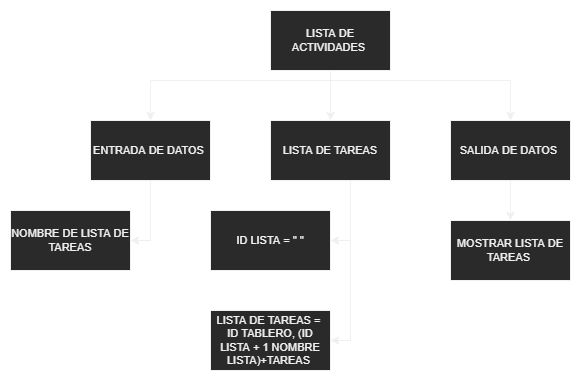 LISTA DE
ACTIVIDADES
ENTRADA DE DATOS
LISTA DE TAREAS
SALIDA DE DATOS
NOMBRE DE LISTA DE
TAREAS
ID LISTA = " "
MOSTRAR LISTA DE
TAREAS
LISTA DE TAREAS =
ID TABLERO, (ID
LISTA + 1 NOMBRE
LISTA)+TAREAS